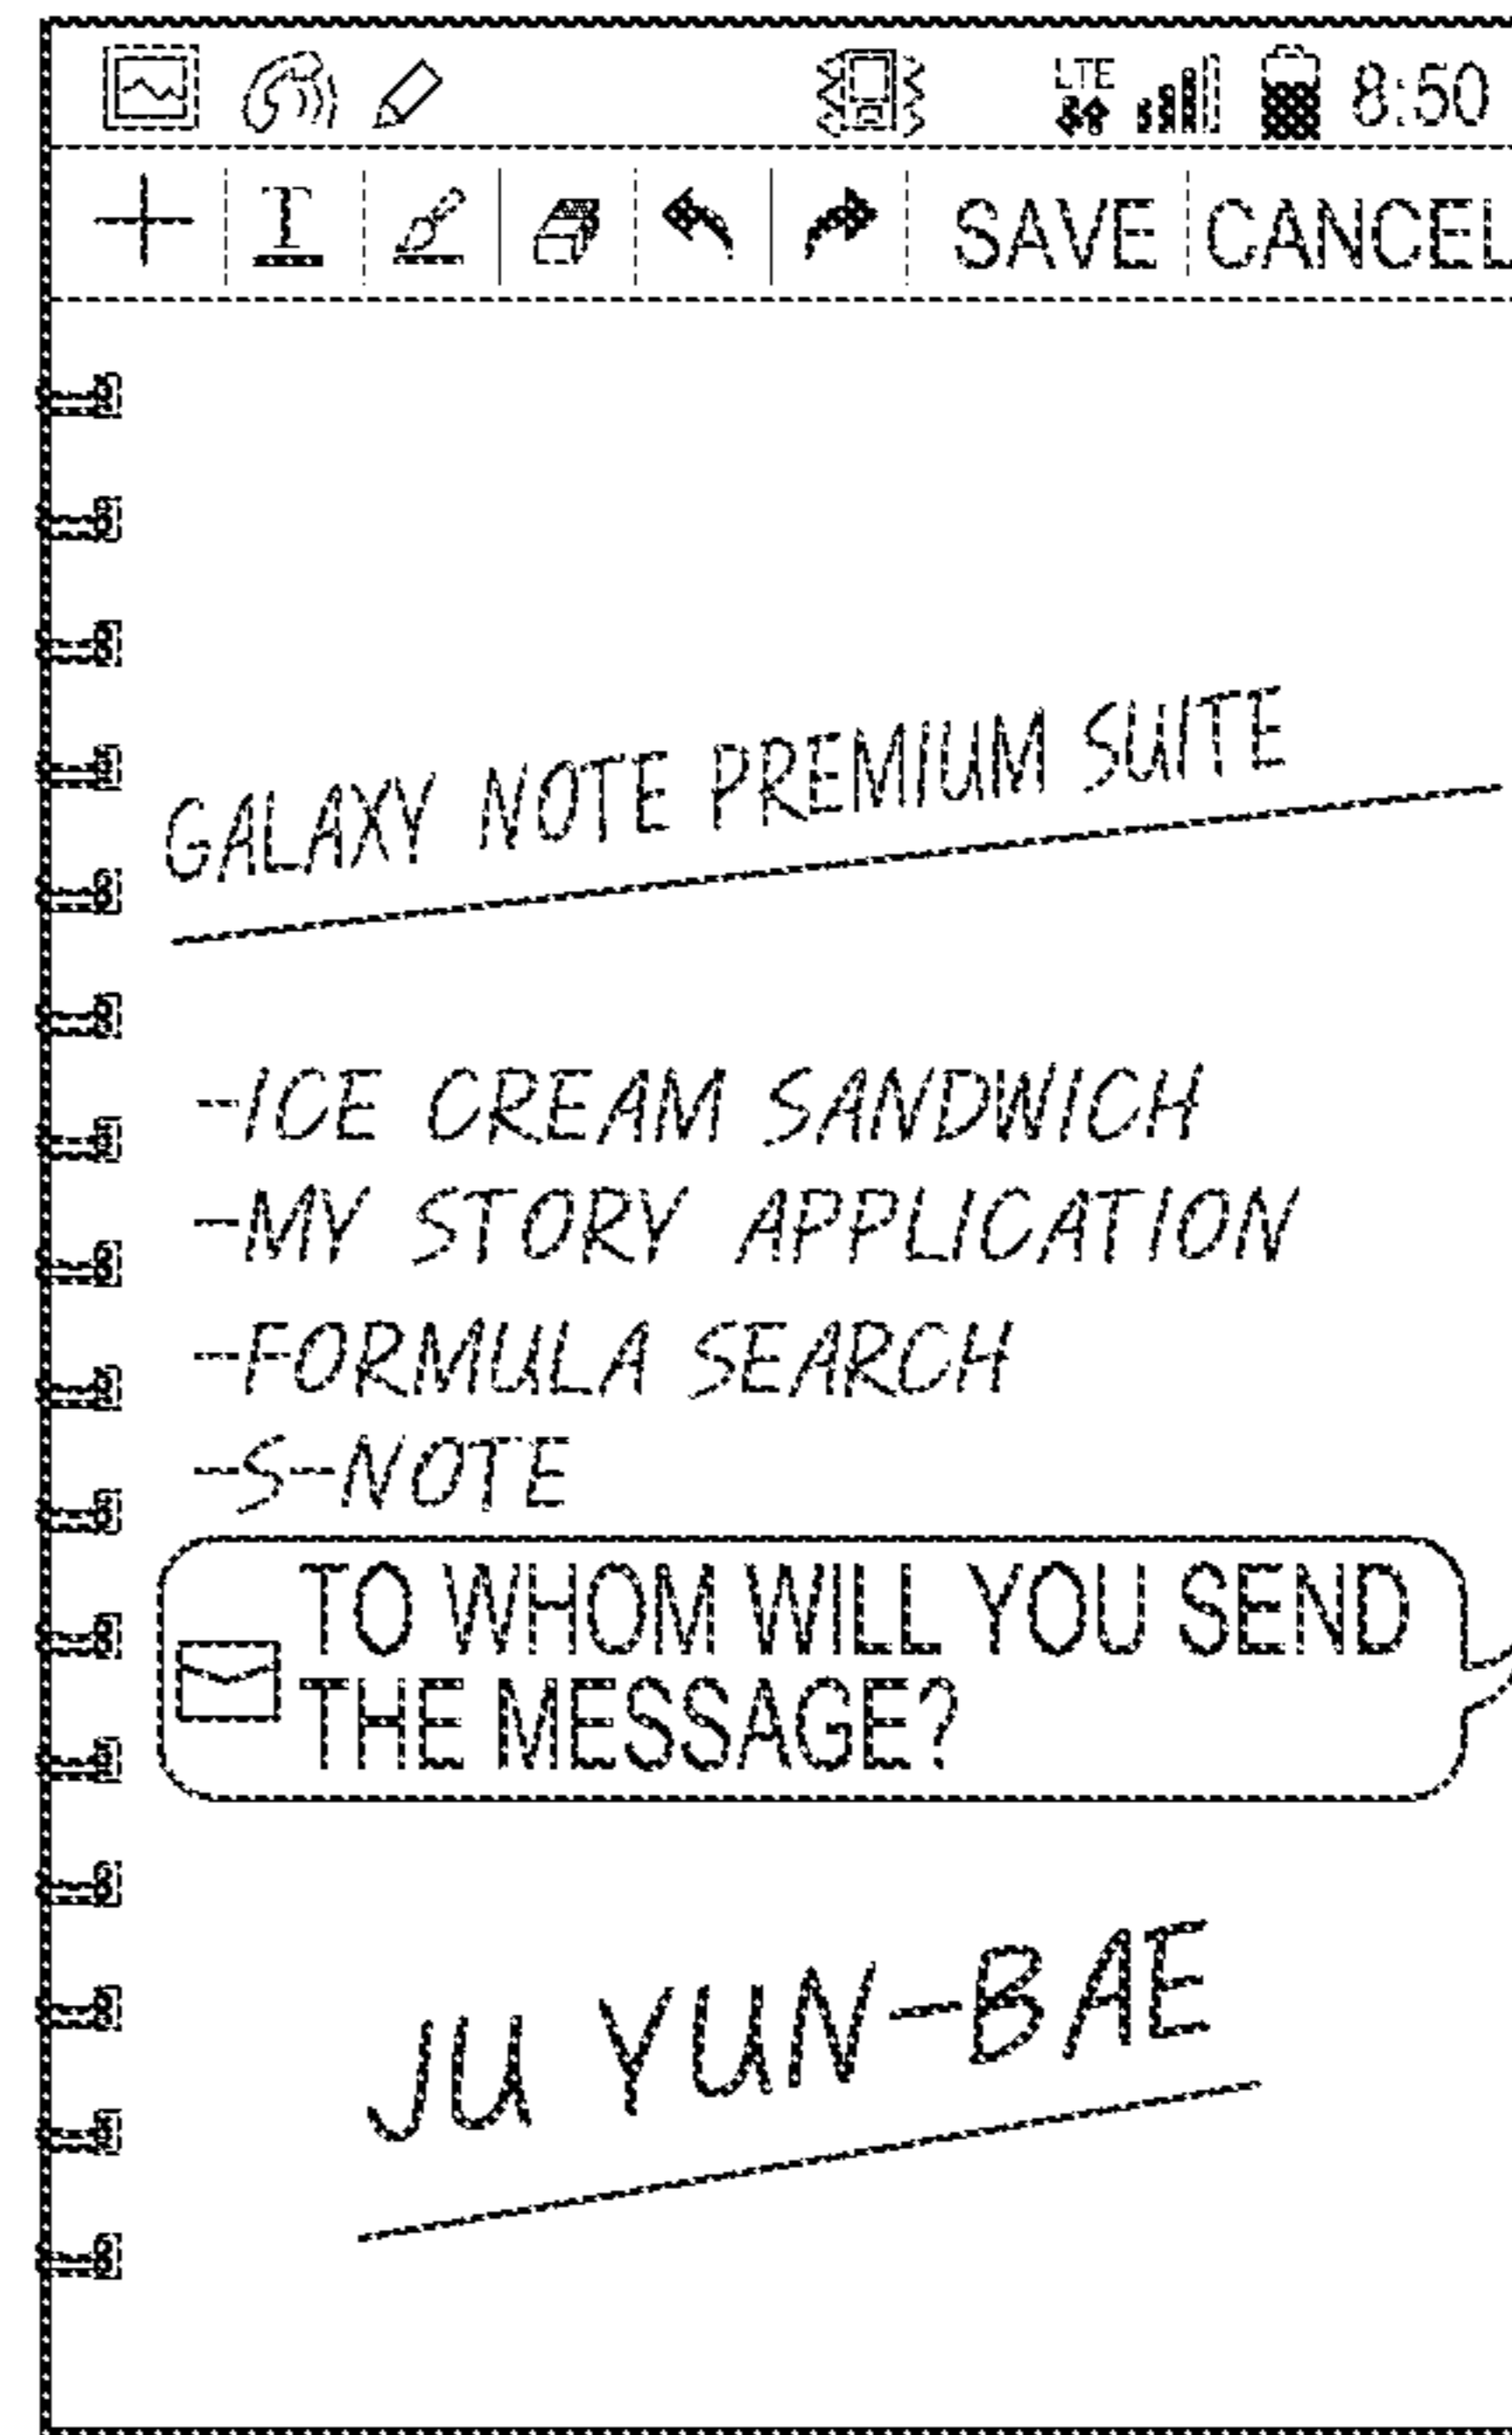 LTE 8:50
T SAVE CANCEL
GALAXY NOTE PREMIUM SUITE
-ICE CREAM SANDWICH
-MY STORY APPLICATION
-FORMULA SEARCH
-S-NOTE
TO WHOM WILL YOU SEND
THE MESSAGE?
JU YUN-BAE